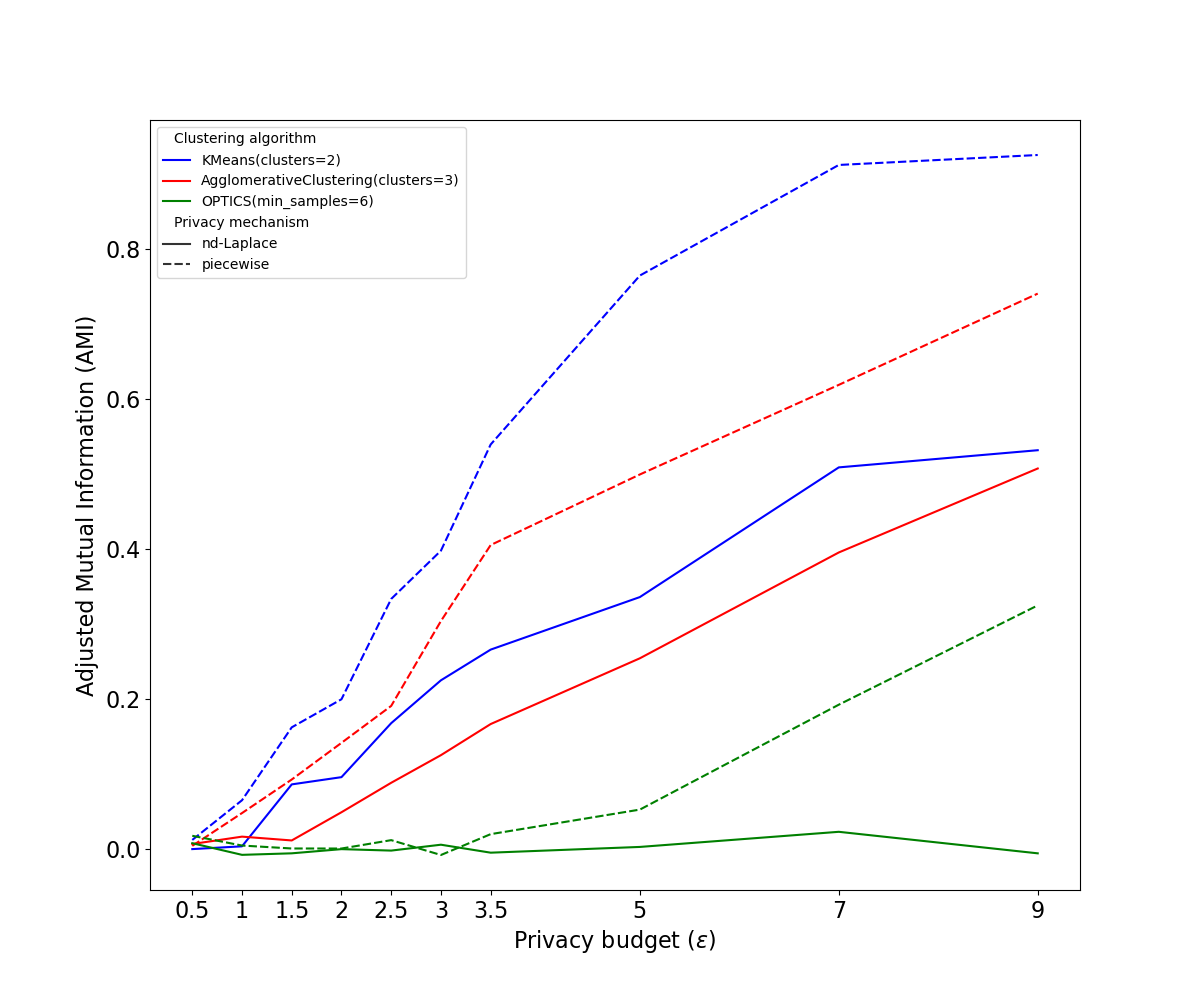 Clustering algorithm
KMeans(clusters=2)
AgglomerativeClustering(clusters=3)
OPTICS(min_samples=6)
Privacy mechanism
nd-Laplace
piecewise
Adjusted Mutual Information (AMI)
0.8
0.6
0.4
0.2
0.0
0.5 1 1.5 2 2.5 3 3.5 5 7 9
Privacy budget (ε)